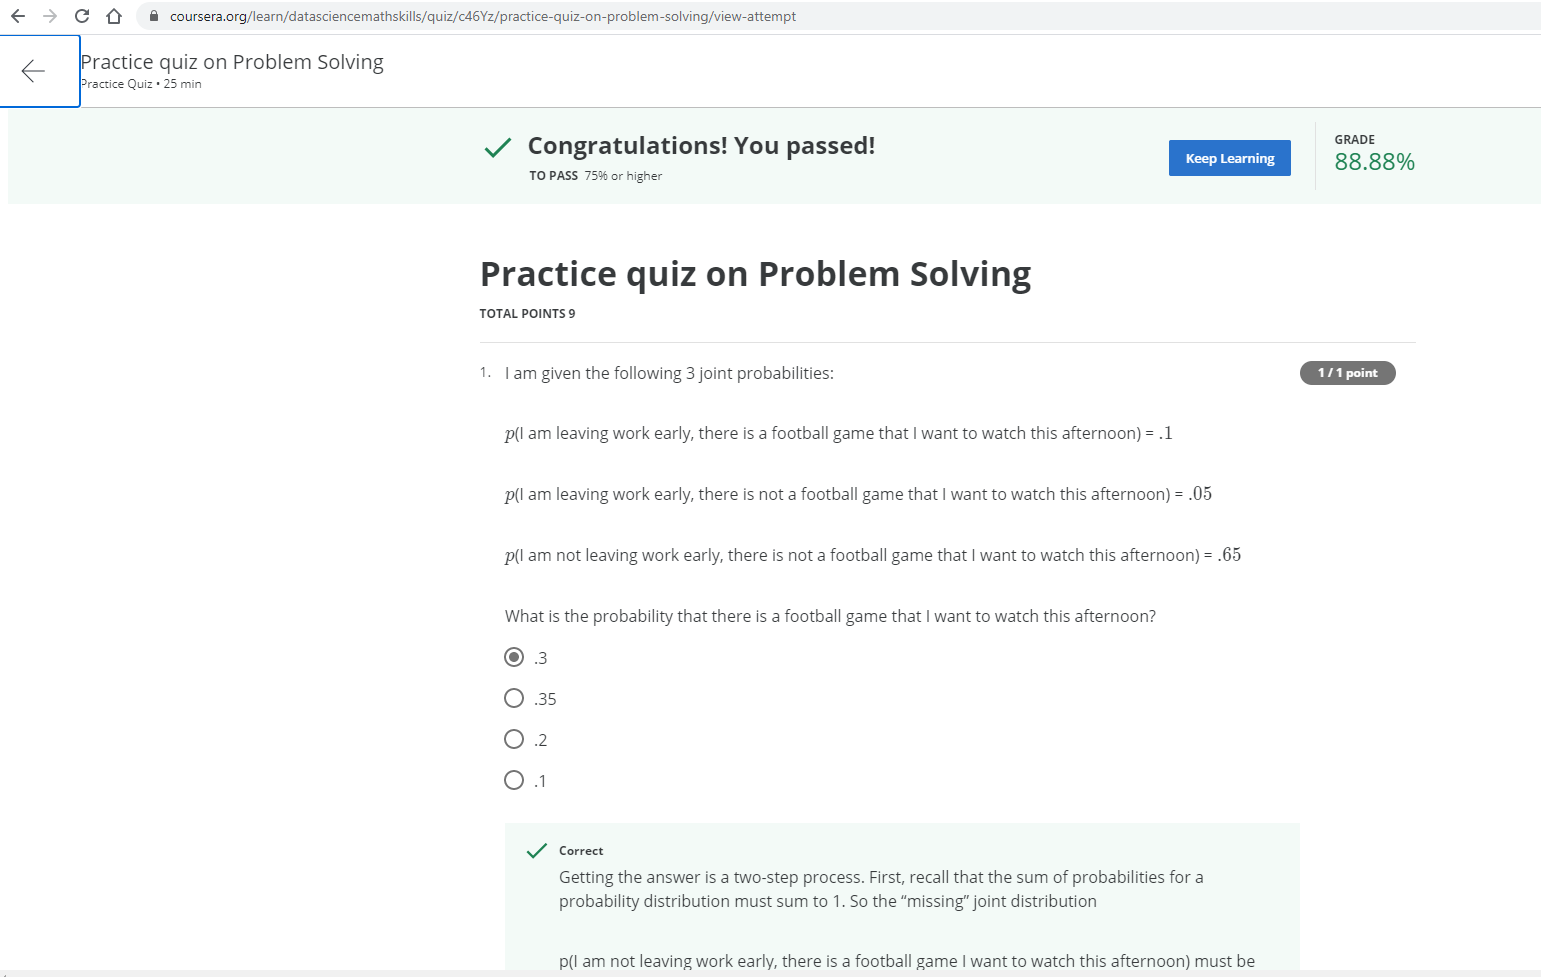 coursera.org/learn/datasciencemathskills/quiz/c46Yz/practice-quiz-on-problem-solving/view-attempt
Practice quiz on Problem Solving
Practice Quiz • 25 min
Congratulations! You passed!
TO PASS 75% or higher
Keep Learning
GRADE
88.88%
Practice quiz on Problem Solving
TOTAL POINTS 9
1. I am given the following 3 joint probabilities:
1 / 1 point
p(I am leaving work early, there is a football game that I want to watch this afternoon) = .1
p(I am leaving work early, there is not a football game that I want to watch this afternoon) = .05
p(I am not leaving work early, there is not a football game that I want to watch this afternoon) = .65
What is the probability that there is a football game that I want to watch this afternoon?
.3
.35
.2
.1
Correct
Getting the answer is a two-step process. First, recall that the sum of probabilities for a
probability distribution must sum to 1. So the “missing” joint distribution
p(I am not leaving work early, there is a football game I want to watch this afternoon) must be